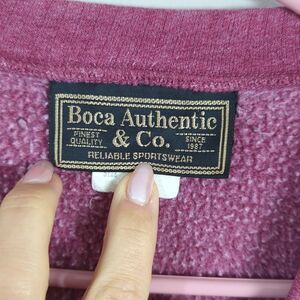 Boca Authentic
FINEST QUALITY & Co. SINCE 1987
RELIABLE SPORTSWEAR